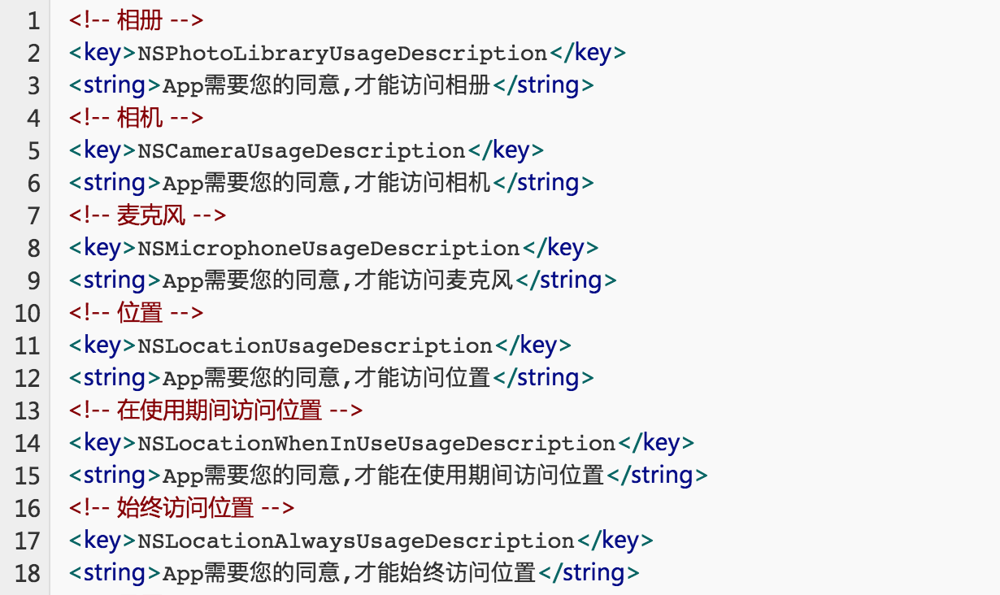 1 <!-- 相册 -->
2 <key>NSPhotoLibraryUsageDescription</key>
3 <string>App需要您的同意,才能访问相册</string>
4 <!-- 相机 -->
5 <key>NSCameraUsageDescription</key>
6 <string>App需要您的同意,才能访问相机</string>
7 <!-- 麦克风 -->
8 <key>NSMicrophoneUsageDescription</key>
9 <string>App需要您的同意,才能访问麦克风</string>
10 <!-- 位置 -->
11 <key>NSLocationUsageDescription</key>
12 <string>App需要您的同意,才能访问位置</string>
13 <!-- 在使用期间访问位置 -->
14 <key>NSLocationWhenInUseUsageDescription</key>
15 <string>App需要您的同意,才能在使用期间访问位置</string>
16 <!-- 始终访问位置 -->
17 <key>NSLocationAlwaysUsageDescription</key>
18 <string>App需要您的同意,才能始终访问位置</string>